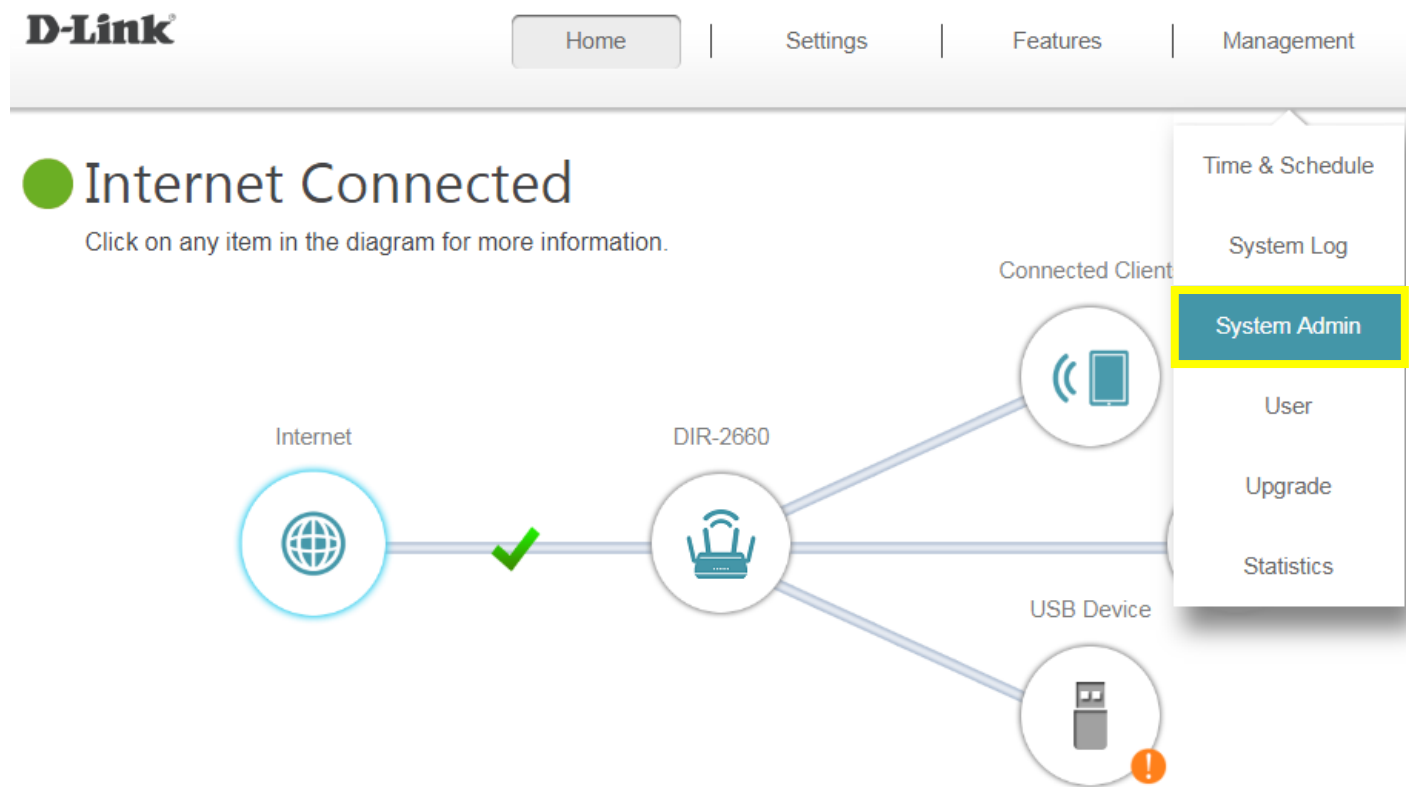 D-Link
Home
Settings
Features
Management
Internet Connected
Click on any item in the diagram for more information.
Time & Schedule
System Log
System Admin
User
Upgrade
Statistics
Connected Client
Internet
DIR-2660
USB Device